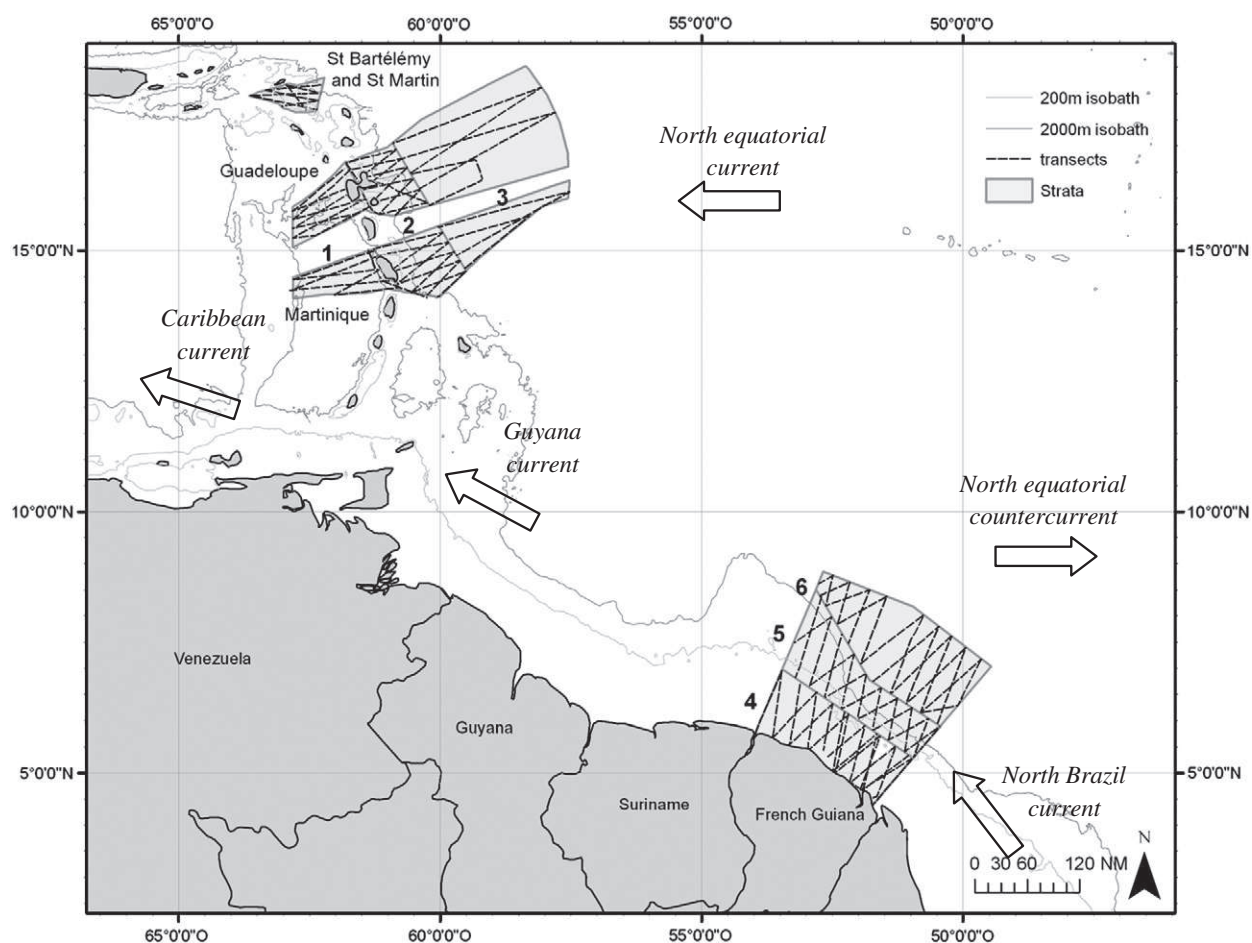 65°0'0"O 60°0'0"O 55°0'0"O 50°0'0"O
St Bartélémy
and St Martin
200m isobath
2000m isobath
transects
Strata
North equatorial
current
Guadeloupe
3
2
1
15°0'0"N 15°0'0"N
Martinique
Caribbean
current
Guyana
current
North equatorial
countercurrent
10°0'0"N 10°0'0"N
6
5
4
Venezuela
Guyana
Suriname
French Guiana
North Brazil
current
5°0'0"N 5°0'0"N
N
0 30 60 120 NM
65°0'0"O 60°0'0"O 55°0'0"O 50°0'0"O